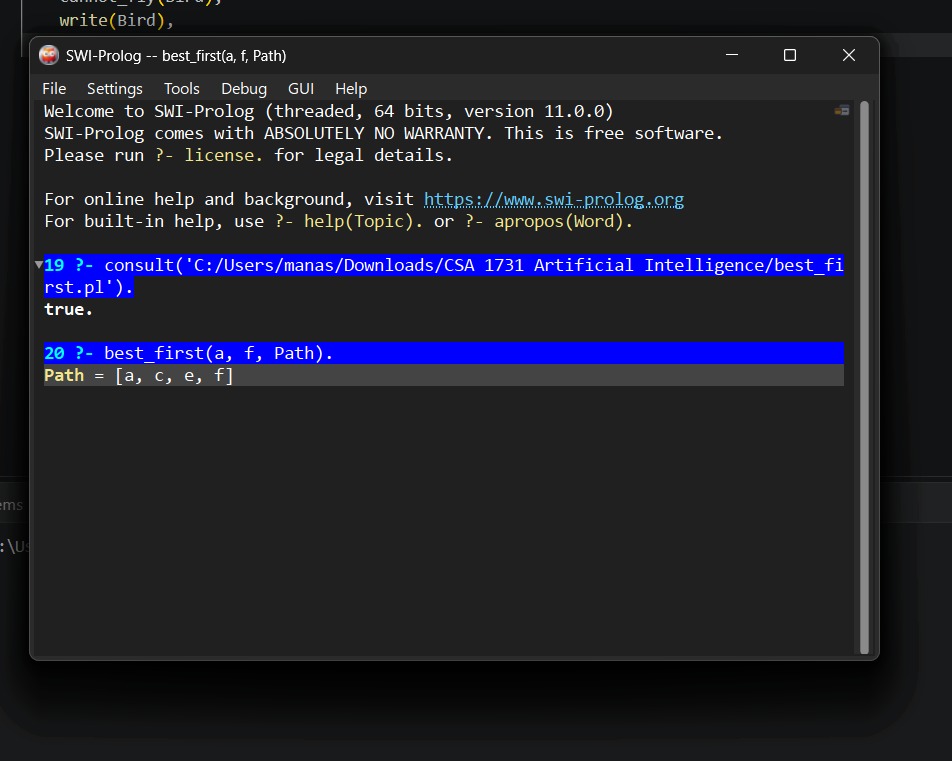 write(Bird),
SWI-Prolog -- best_first(a, f, Path)
File Settings Tools Debug GUI Help
Welcome to SWI-Prolog (threaded, 64 bits, version 11.0.0)
SWI-Prolog comes with ABSOLUTELY NO WARRANTY. This is free software.
Please run ?- license. for legal details.
For online help and background, visit https://www.swi-prolog.org
For built-in help, use ?- help(Topic). or ?- apropos(Word).
19 ?- consult('C:/Users/manas/Downloads/CSA 1731 Artificial Intelligence/best_fi
rst.pl').
true.
20 ?- best_first(a, f, Path).
Path = [a, c, e, f]